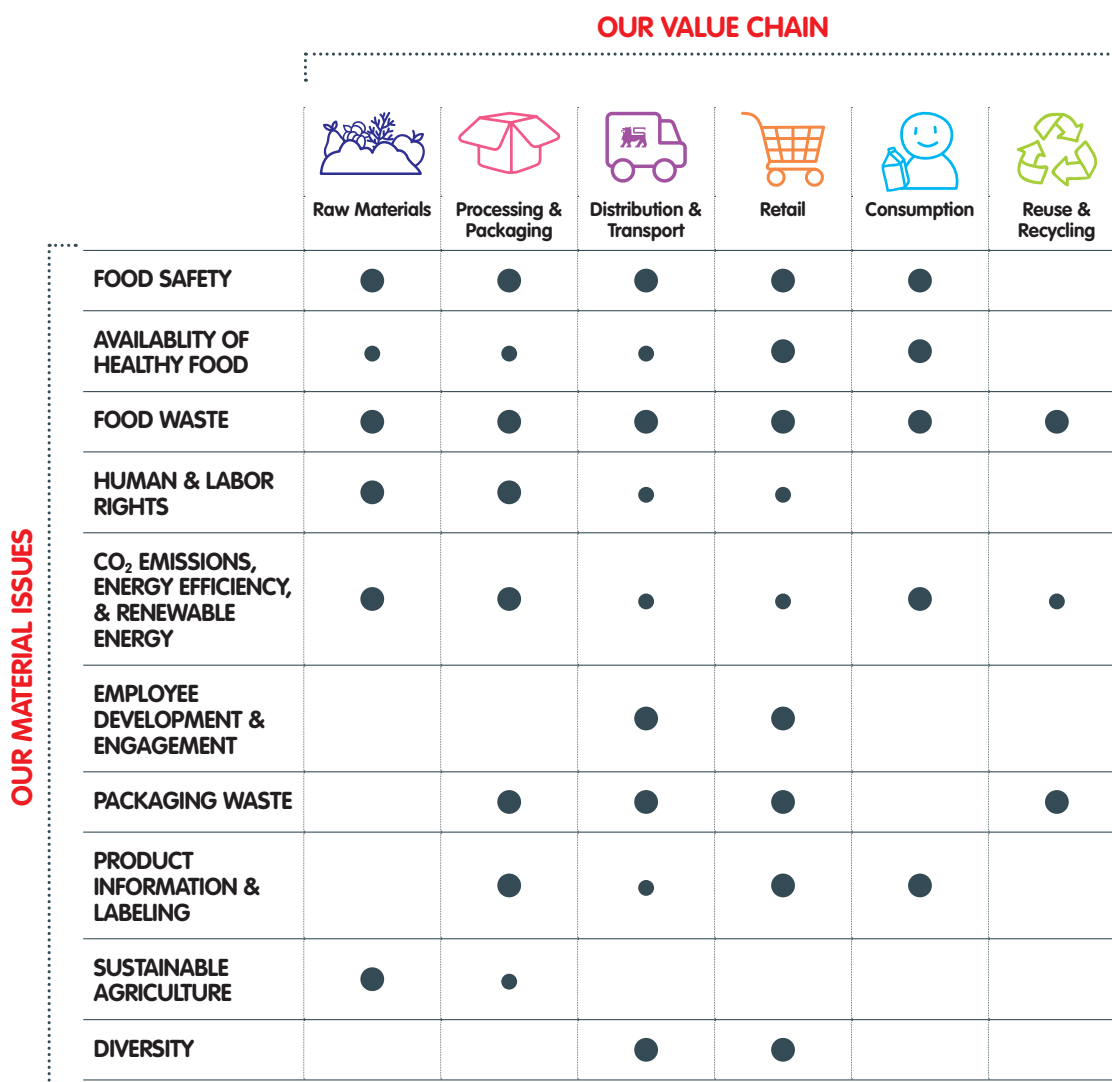 OUR VALUE CHAIN
Raw Materials
Processing &
Packaging
Distribution &
Transport
Retail
Consumption
Reuse &
Recycling
OUR MATERIAL ISSUES
FOOD SAFETY
AVAILABLITY OF
HEALTHY FOOD
FOOD WASTE
HUMAN & LABOR
RIGHTS
CO₂ EMISSIONS,
ENERGY EFFICIENCY,
& RENEWABLE
ENERGY
EMPLOYEE
DEVELOPMENT &
ENGAGEMENT
PACKAGING WASTE
PRODUCT
INFORMATION &
LABELING
SUSTAINABLE
AGRICULTURE
DIVERSITY